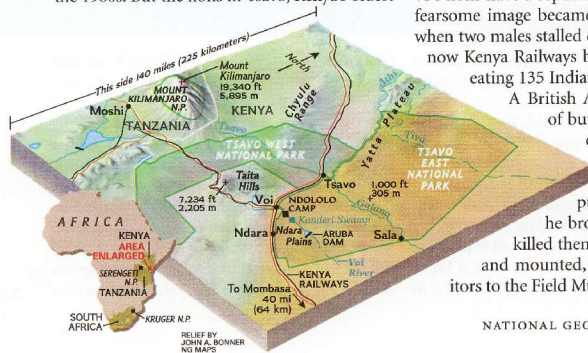 the 1980s. But the lions in Tsavo, Kenya's oldest
fearsome image became
when two males stalled c
now Kenya Railways b
eating 135 India
A British A
of bu
he bro
killed them
and mounted,
itors to the Field Mu
NATIONAL GEO
This side 140 miles (225 kilometers)
North
Mount
Kilimanjaro
19,340 ft
5,895 m
MOUNT
KILIMANJARO
N.P.
Moshi
TANZANIA
KENYA
Chyulu
Range
Tsavo
TSAVO WEST
NATIONAL PARK
Athi
Yatta Plateau
Tiva
TSAVO
EAST
NATIONAL
PARK
Taita
Hills
7,234 ft
2,205 m
Tsavo
1,000 ft
305 m
Voi
NDOLOLO
CAMP
Kanderi Swamp
Galana
Ndara
Ndara
Plains
ARUBA
DAM
Sala
Voi
River
KENYA
RAILWAYS
To Mombasa
40 mi
(64 km)
AFRICA
KENYA
AREA
ENLARGED
SERENGETI
N.P.
TANZANIA
SOUTH
AFRICA
KRUGER N.P.
RELIEF BY
JOHN A. BONNER
NG MAPS